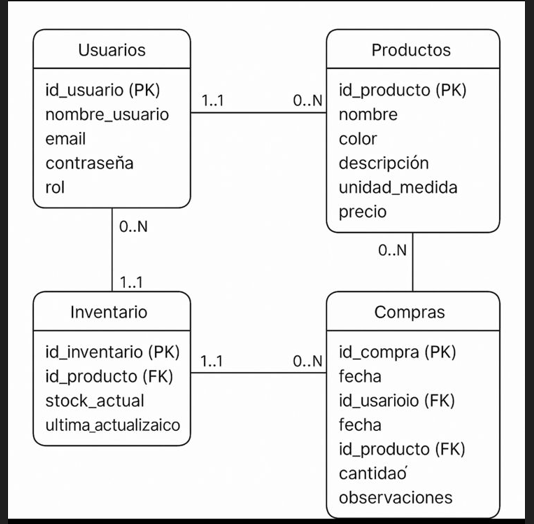 Usuarios
id_usuario (PK)
nombre_usuario
email
contraseña
rol
1..1
0..N
Productos
id_producto (PK)
nombre
color
descripción
unidad_medida
precio
0..N
1..1
0..N
Inventario
id_inventario (PK)
id_producto (FK)
stock_actual
ultima_actualizaico
1..1
0..N
Compras
id_compra (PK)
fecha
id_usarioio (FK)
fecha
id_producto (FK)
cantidaó
observaciones